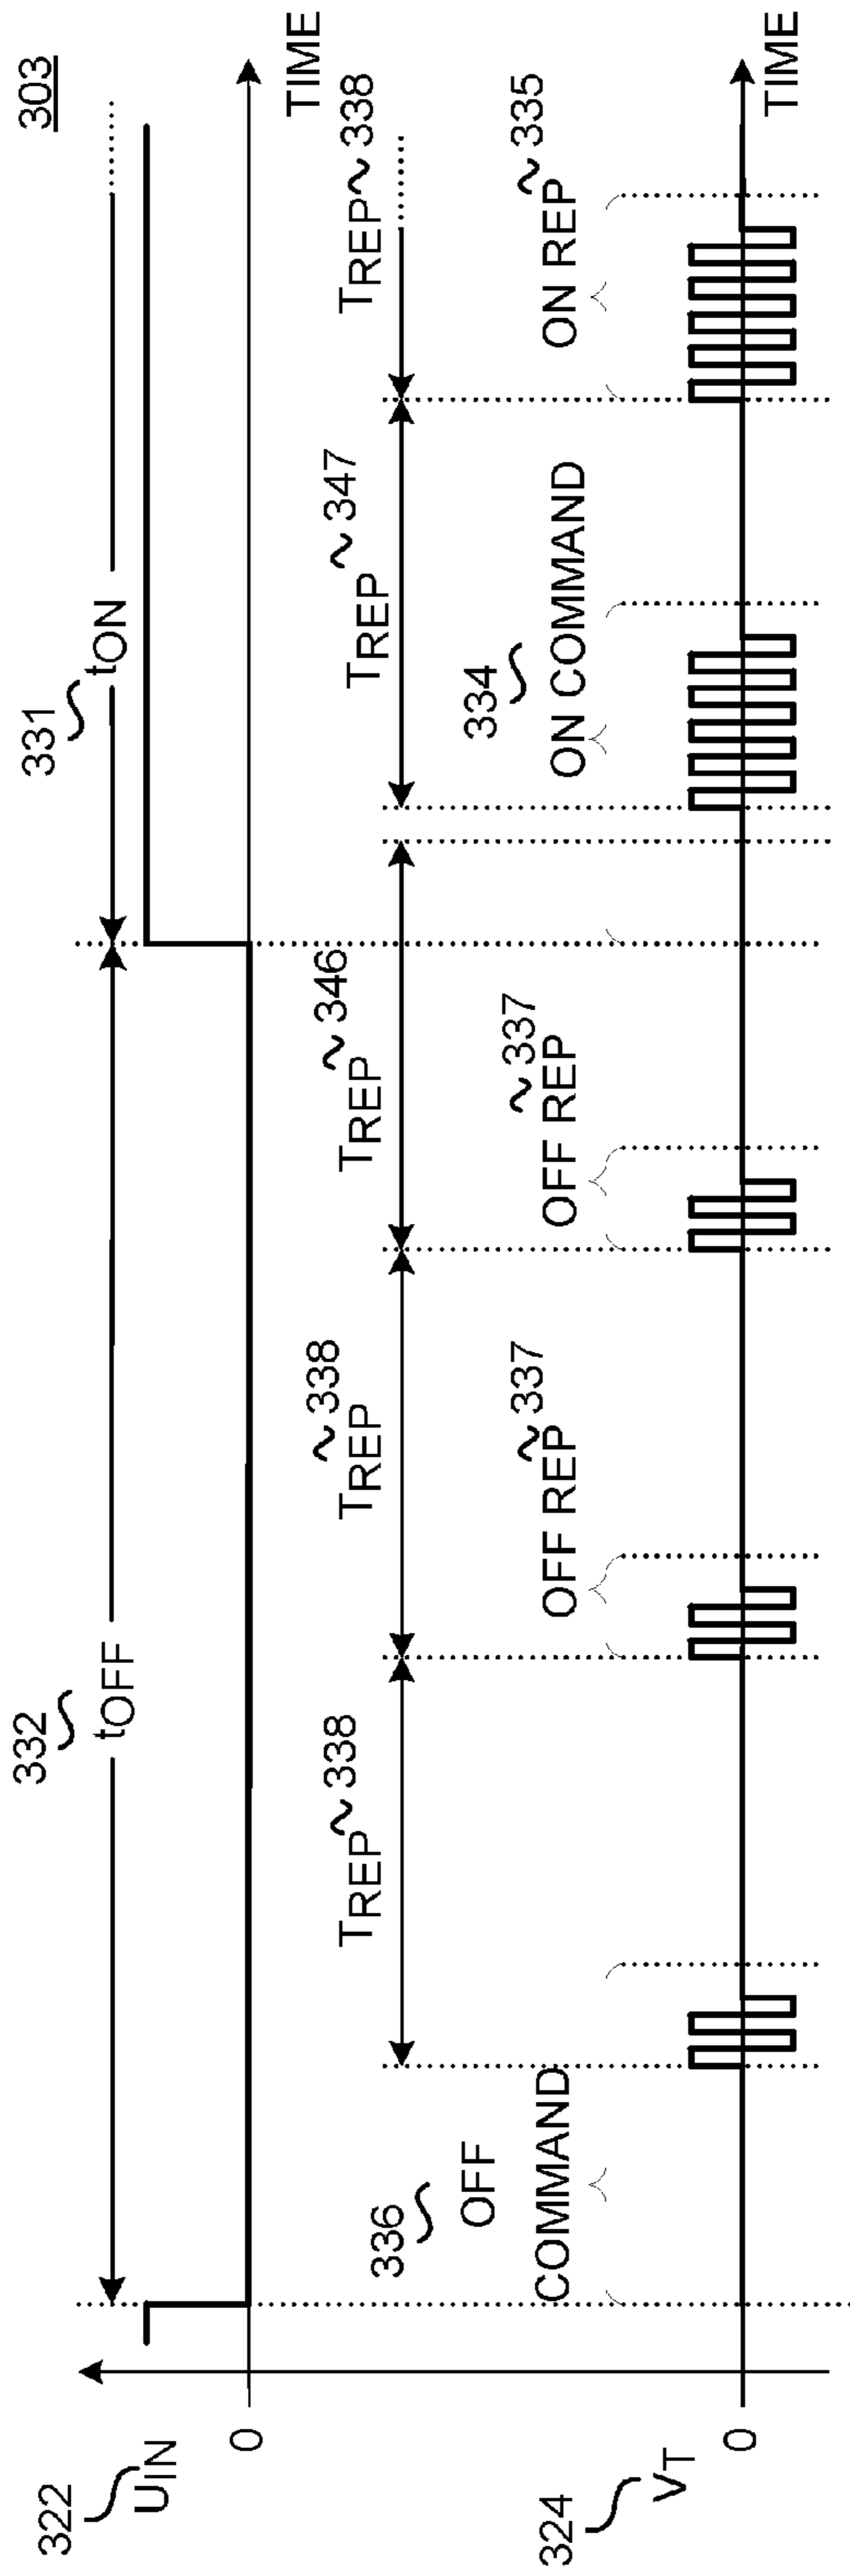 303
322
UIN
0
332
tOFF
331
tON
TIME
TREP ~ 338
TREP ~ 338
TREP ~ 346
TREP ~ 347
TREP ~ 338
336
OFF
COMMAND
OFF REP ~ 337
OFF REP ~ 337
334
ON COMMAND
ON REP ~ 335
324
VT
0
TIME